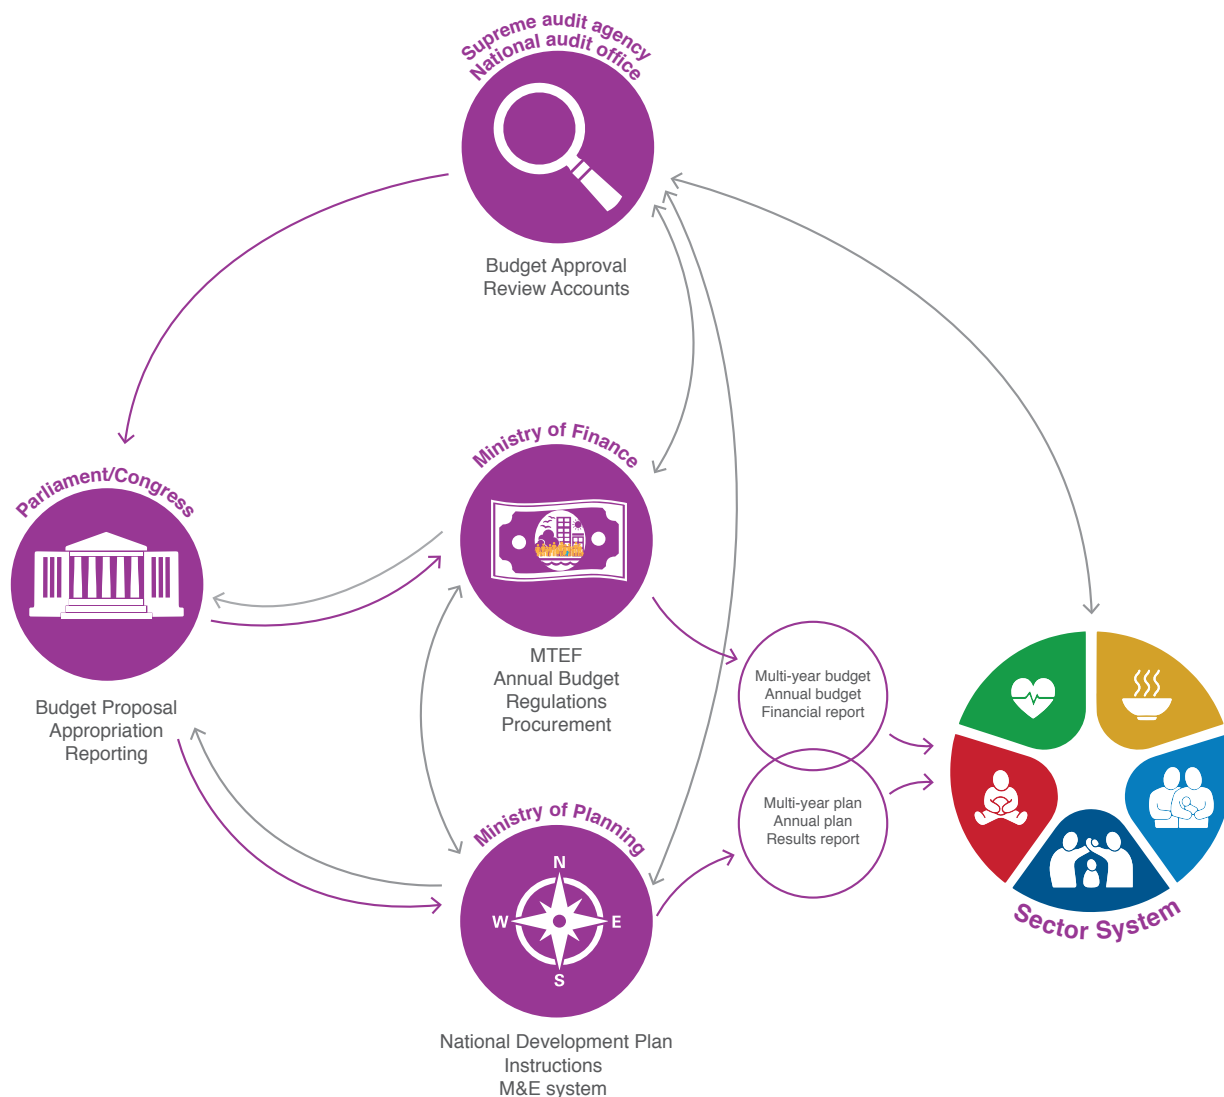 Supreme audit agency
National audit office
Budget Approval
Review Accounts
Parliament/Congress
Budget Proposal
Appropriation
Reporting
Ministry of Finance
MTEF
Annual Budget
Regulations
Procurement
Multi-year budget
Annual budget
Financial report
Multi-year plan
Annual plan
Results report
Ministry of Planning
N
W
E
S
National Development Plan
Instructions
M&E system
Sector System